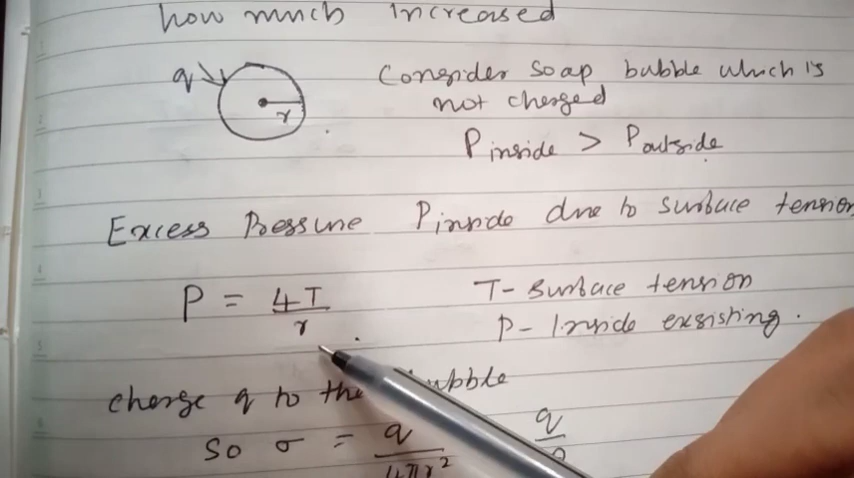 how much increased
q
r
Consider soap bubble which is
not charged
P inside > P outside
Excess Pressure P inside due to surface tension
P = 4T / r
T- Surface tension
P- Inside exsisting.
charge q to the bubble
so σ = q / 4πr²
q